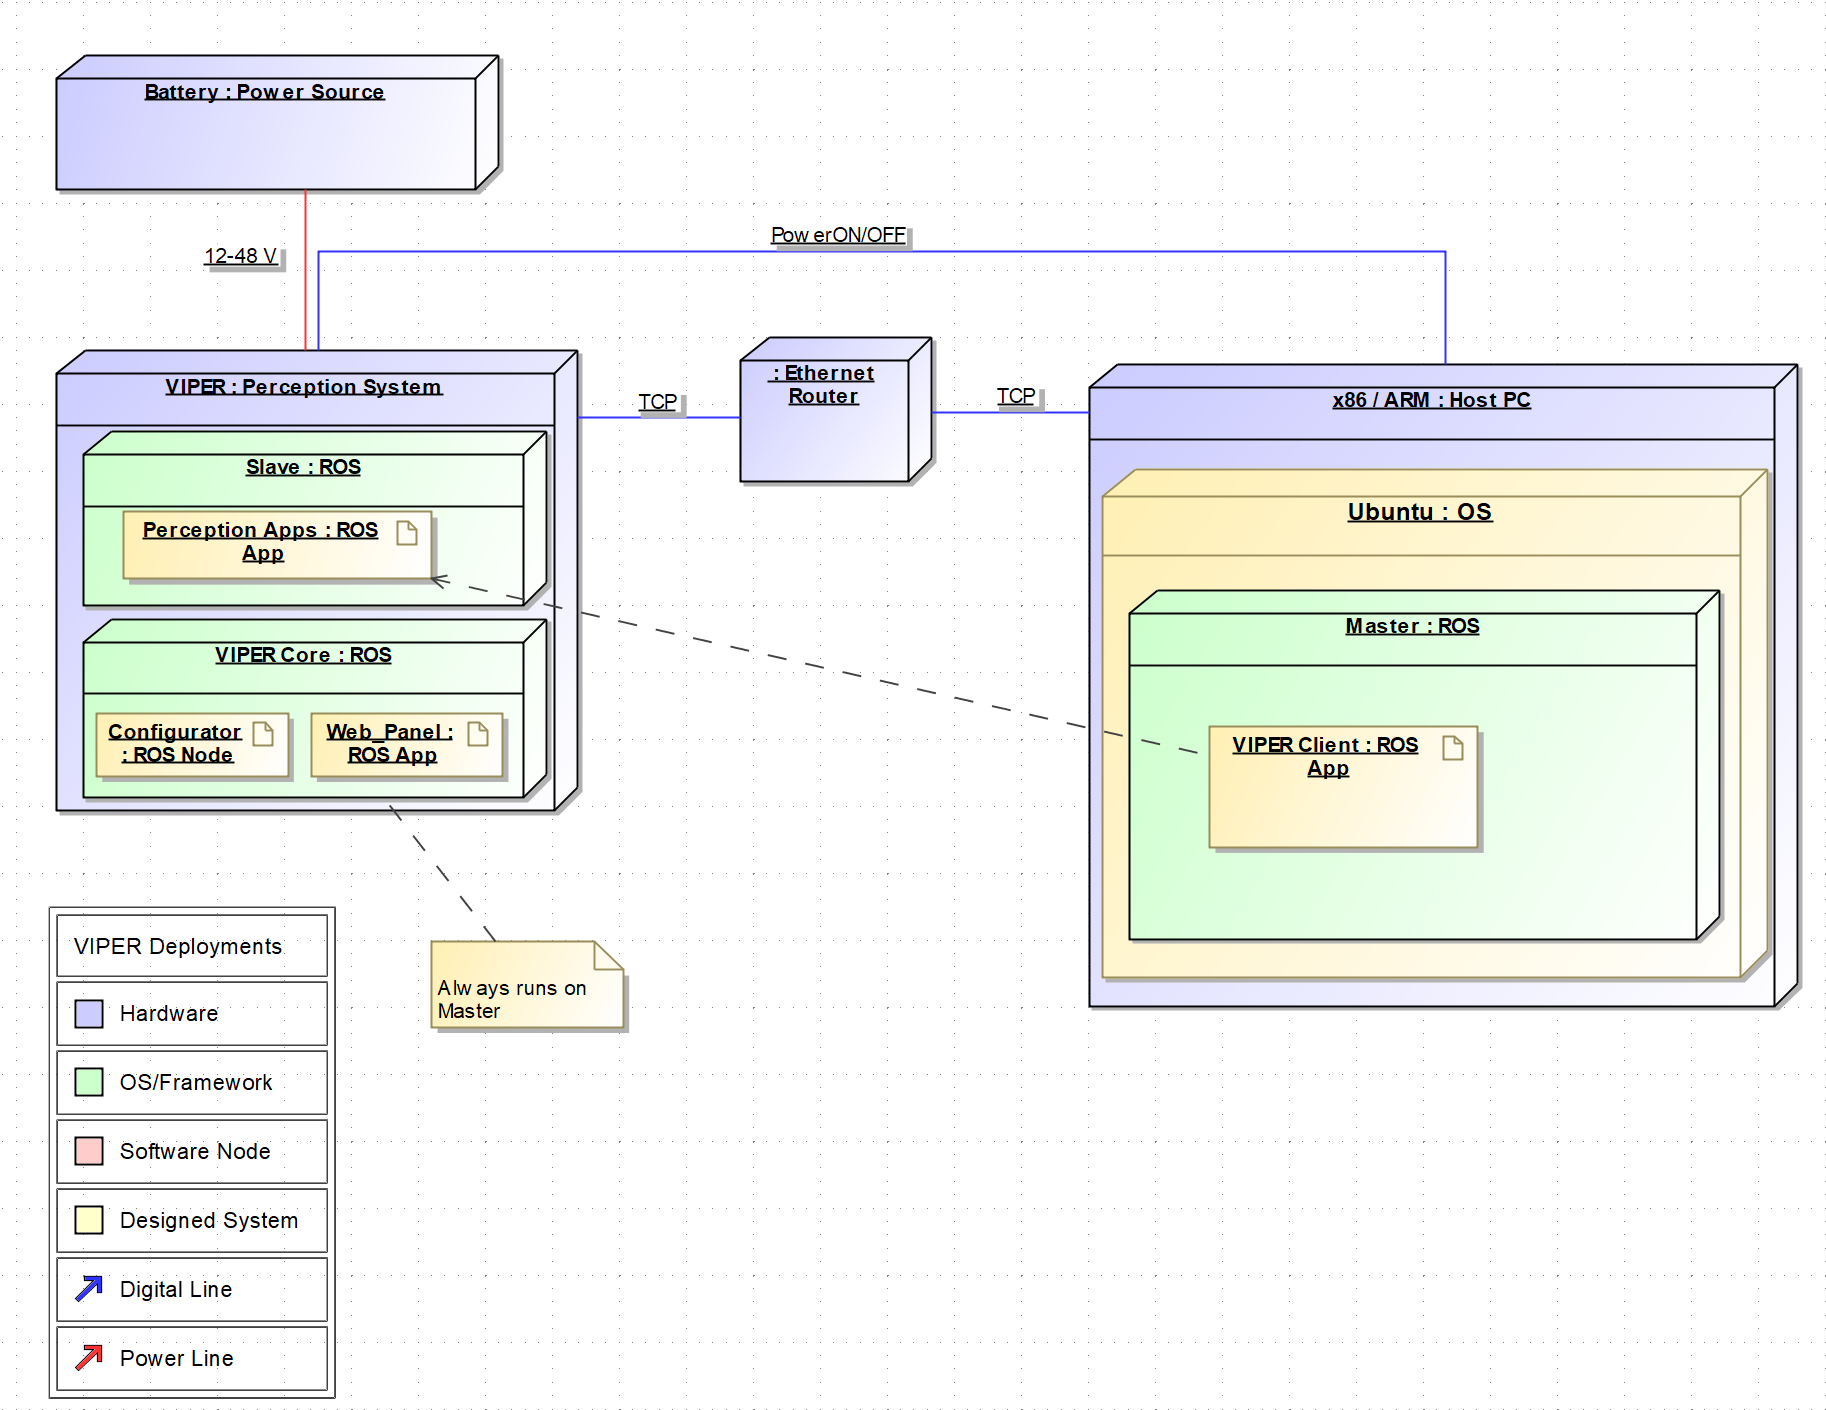 Battery : Power Source
12-48 V
PowerON/OFF
VIPER : Perception System
TCP
: Ethernet
Router
TCP
x86 / ARM : Host PC
Slave : ROS
Perception Apps : ROS
App
Ubuntu : OS
VIPER Core : ROS
Master : ROS
Configurator
: ROS Node
Web_Panel :
ROS App
VIPER Client : ROS
App
Always runs on
Master
VIPER Deployments
Hardware
OS/Framework
Software Node
Designed System
Digital Line
Power Line